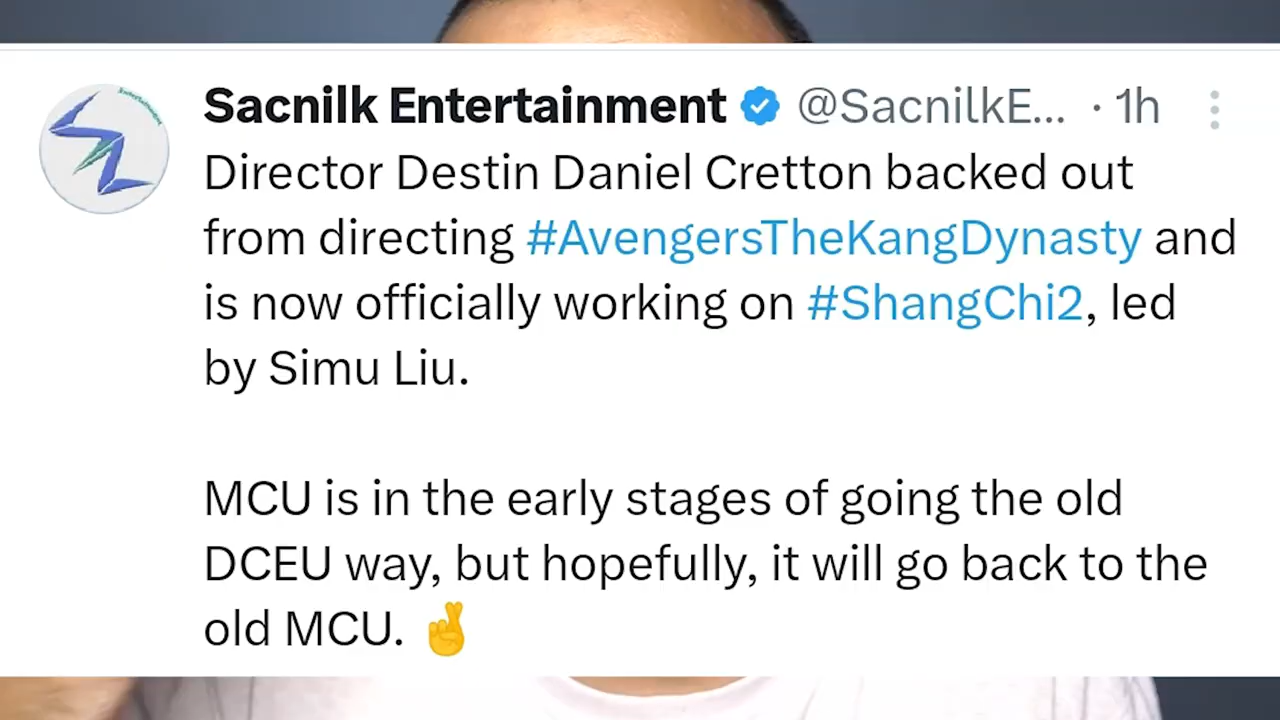 Sacnilk Entertainment @SacnilkE... · 1h
Director Destin Daniel Cretton backed out
from directing #AvengersTheKangDynasty and
is now officially working on #ShangChi2, led
by Simu Liu.
MCU is in the early stages of going the old
DCEU way, but hopefully, it will go back to the
old MCU. 🤞